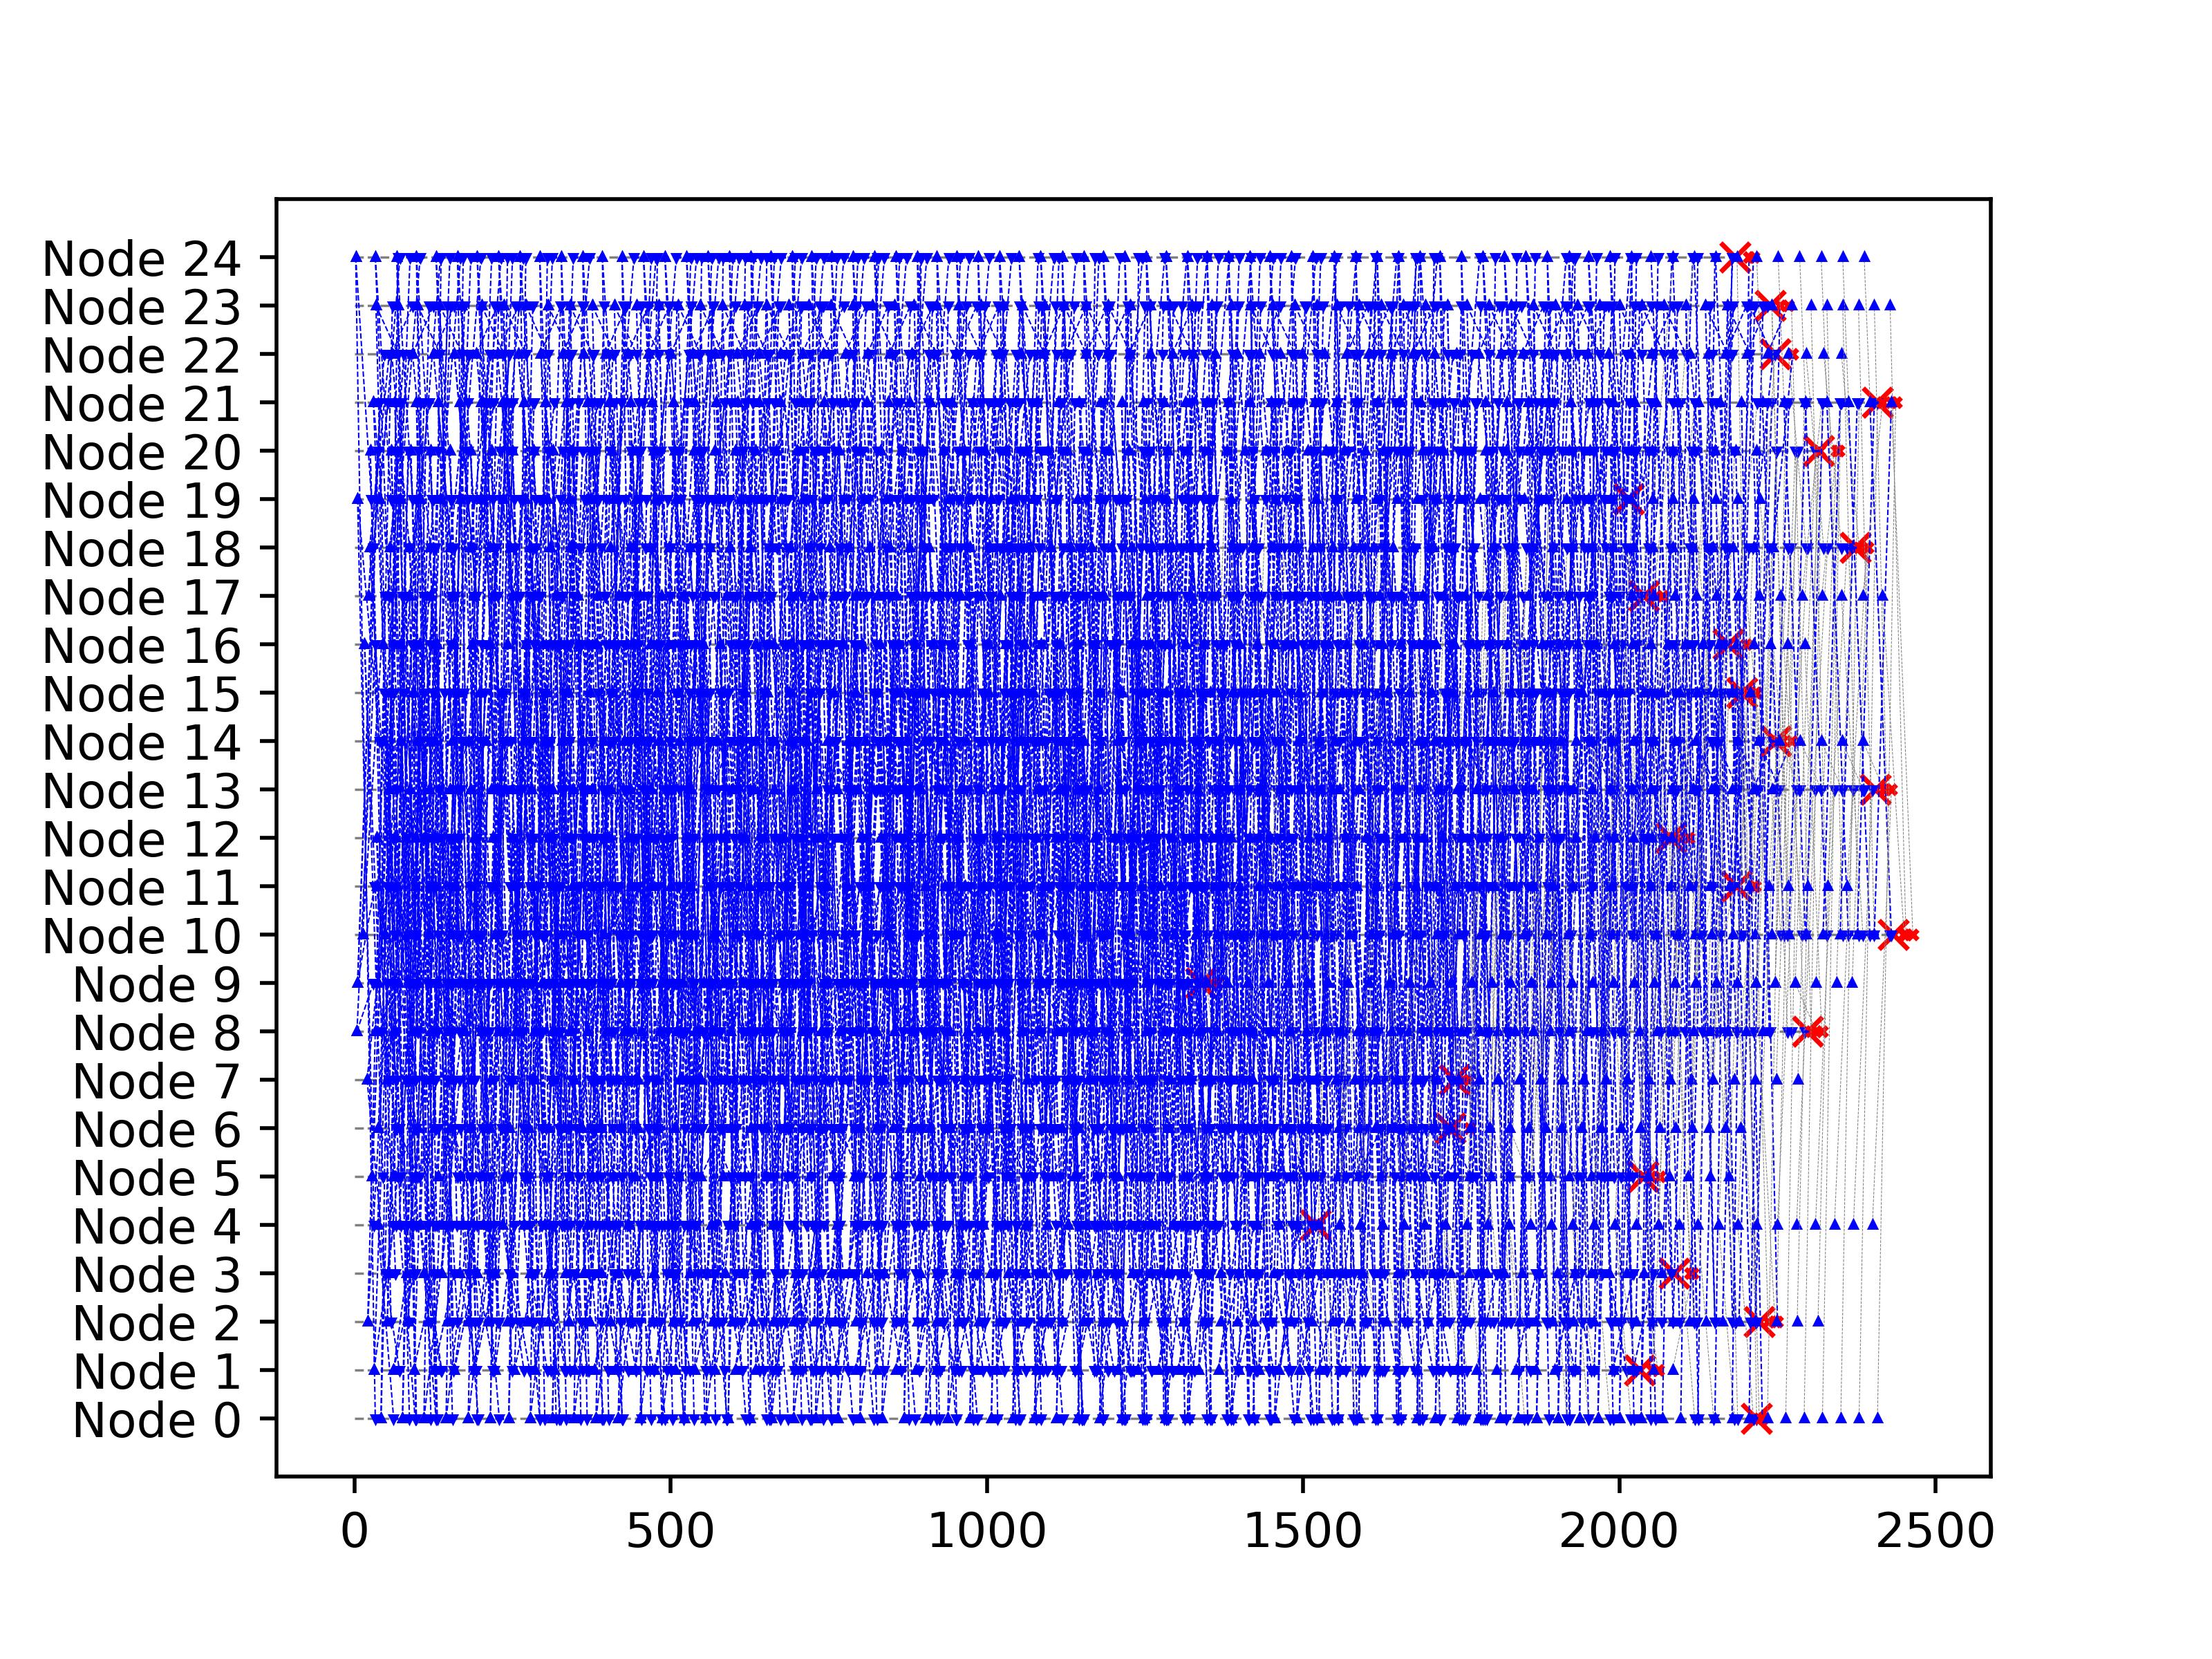 Node 24
Node 23
Node 22
Node 21
Node 20
Node 19
Node 18
Node 17
Node 16
Node 15
Node 14
Node 13
Node 12
Node 11
Node 10
Node 9
Node 8
Node 7
Node 6
Node 5
Node 4
Node 3
Node 2
Node 1
Node 0
0 500 1000 1500 2000 2500